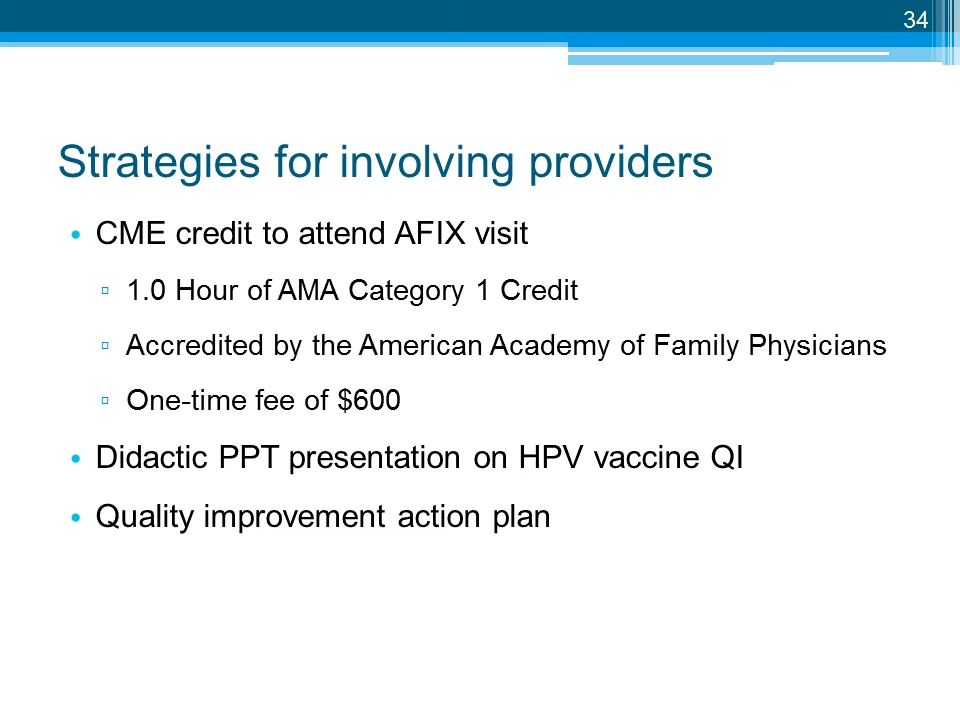 34
Strategies for involving providers
• CME credit to attend AFIX visit
▫ 1.0 Hour of AMA Category 1 Credit
▫ Accredited by the American Academy of Family Physicians
▫ One-time fee of $600
• Didactic PPT presentation on HPV vaccine QI
• Quality improvement action plan